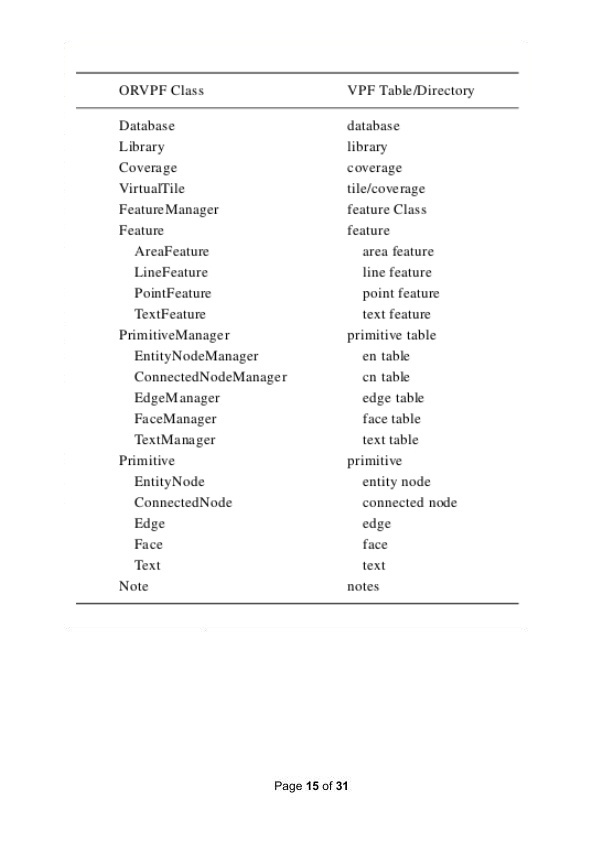 ORVPF Class VPF Table/Directory
Database database
Library library
Coverage coverage
VirtualTile tile/coverage
FeatureManager feature Class
Feature feature
AreaFeature area feature
LineFeature line feature
PointFeature point feature
TextFeature text feature
PrimitiveManager primitive table
EntityNodeManager en table
ConnectedNodeManager cn table
EdgeManager edge table
FaceManager face table
TextManager text table
Primitive primitive
EntityNode entity node
ConnectedNode connected node
Edge edge
Face face
Text text
Note notes
Page 15 of 31